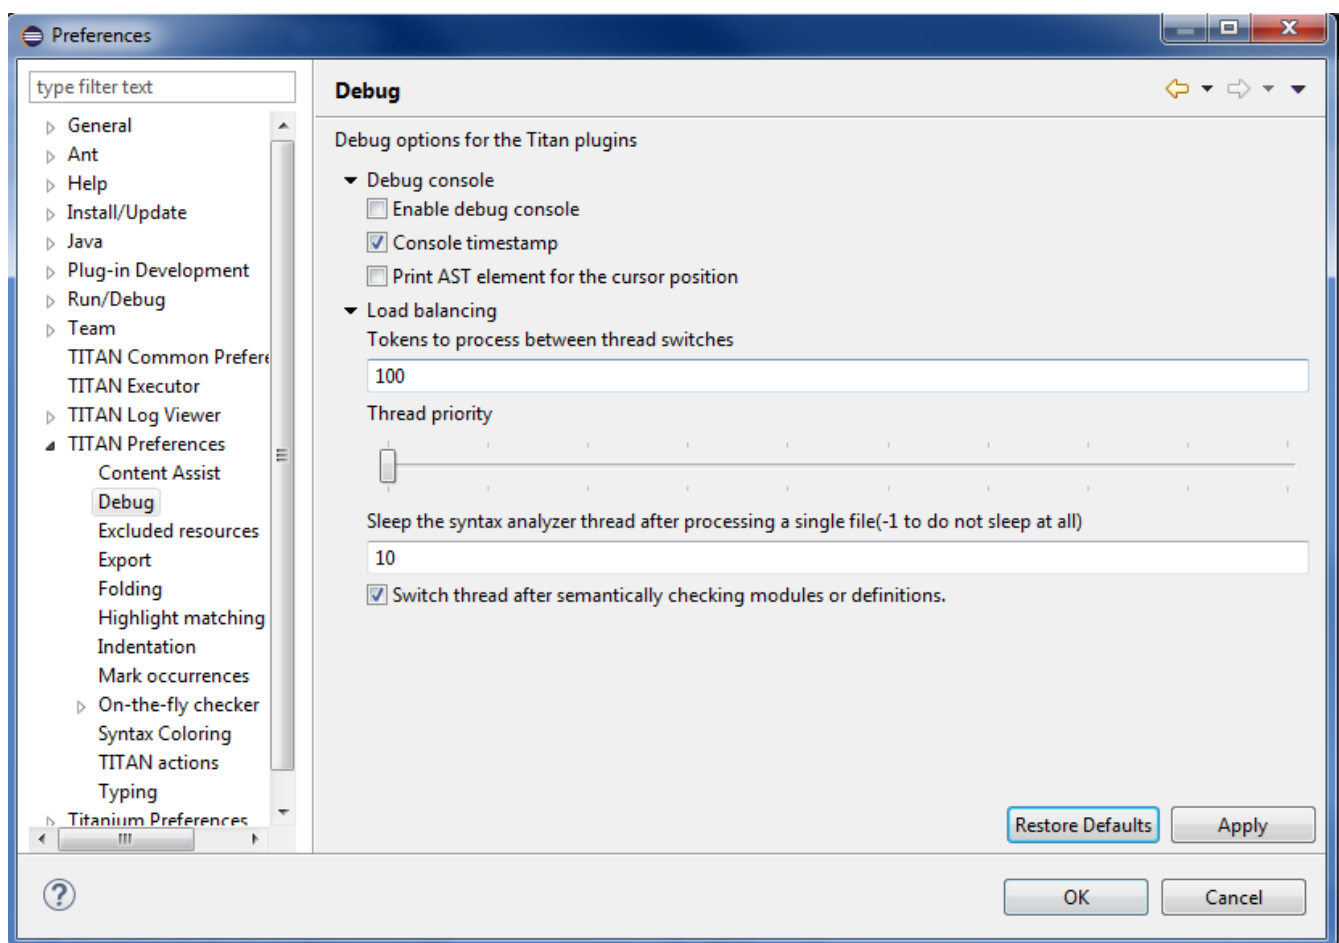 Preferences
type filter text
General
Ant
Help
Install/Update
Java
Plug-in Development
Run/Debug
Team
TITAN Common Prefere
TITAN Executor
TITAN Log Viewer
TITAN Preferences
Content Assist
Debug
Excluded resources
Export
Folding
Highlight matching
Indentation
Mark occurrences
On-the-fly checker
Syntax Coloring
TITAN actions
Typing
Titanium Preferences
Debug
Debug options for the Titan plugins
Debug console
Enable debug console
Console timestamp
Print AST element for the cursor position
Load balancing
Tokens to process between thread switches
100
Thread priority
Sleep the syntax analyzer thread after processing a single file(-1 to do not sleep at all)
10
Switch thread after semantically checking modules or definitions.
Restore Defaults
Apply
?
OK
Cancel